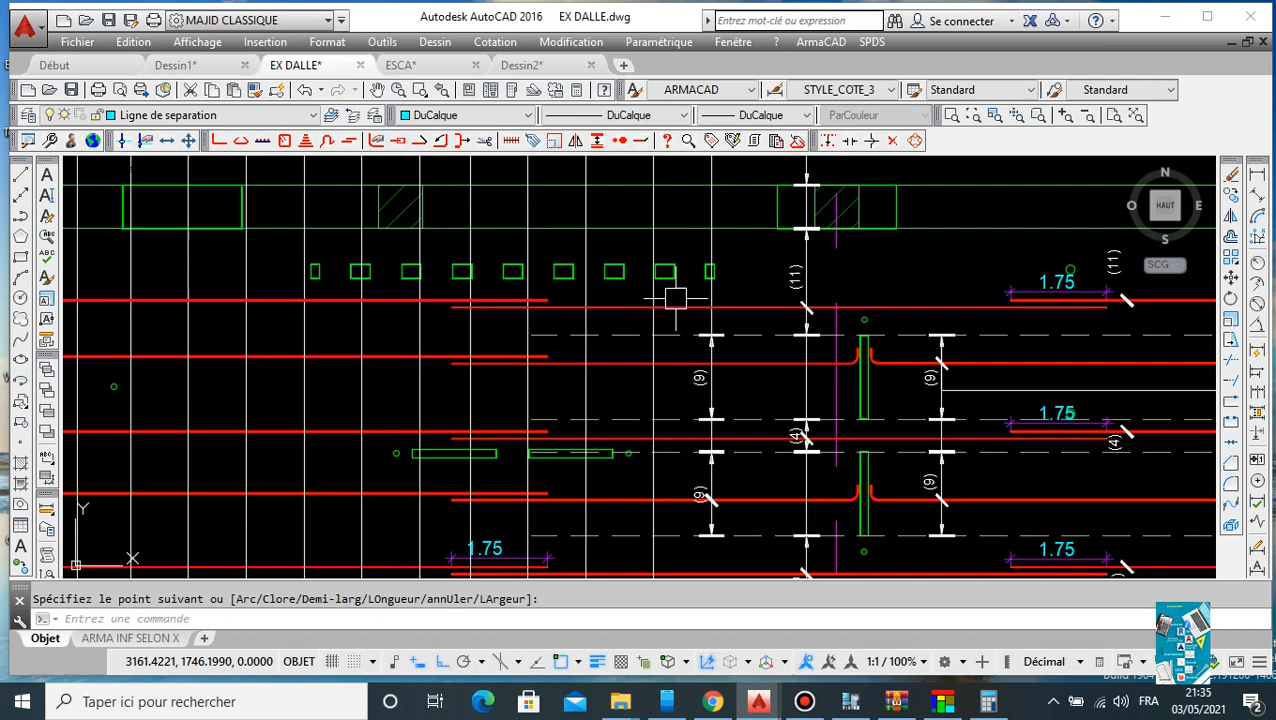 MAJID CLASSIQUE
Autodesk AutoCAD 2016 EX DALLE.dwg
Entrez mot-clé ou expression
Se connecter
Fichier Edition Affichage Insertion Format Outils Dessin Cotation Modification Paramétrique Fenêtre ? ArmaCAD SPDS
Début Dessin1* EX DALLE* ESCA* Dessin2*
ARMACAD STYLE_COTE_3 Standard Standard
Ligne de separation DuCalque DuCalque DuCalque ParCouleur
N
O HAUT E
S
SCG
(11) (11)
1.75
(9) (9)
1.75
(4) (4)
(9) (9)
Y
1.75 1.75
X
Spécifiez le point suivant ou [Arc/Clore/Demi-larg/LOngueur/annUler/LArgeur]:
Entrez une commande
Objet ARMA INF SELON X
3161.4221, 1746.1990, 0.0000 OBJET 1:1 / 100% Décimal
Taper ici pour rechercher
FRA
21:35
03/05/2021
2